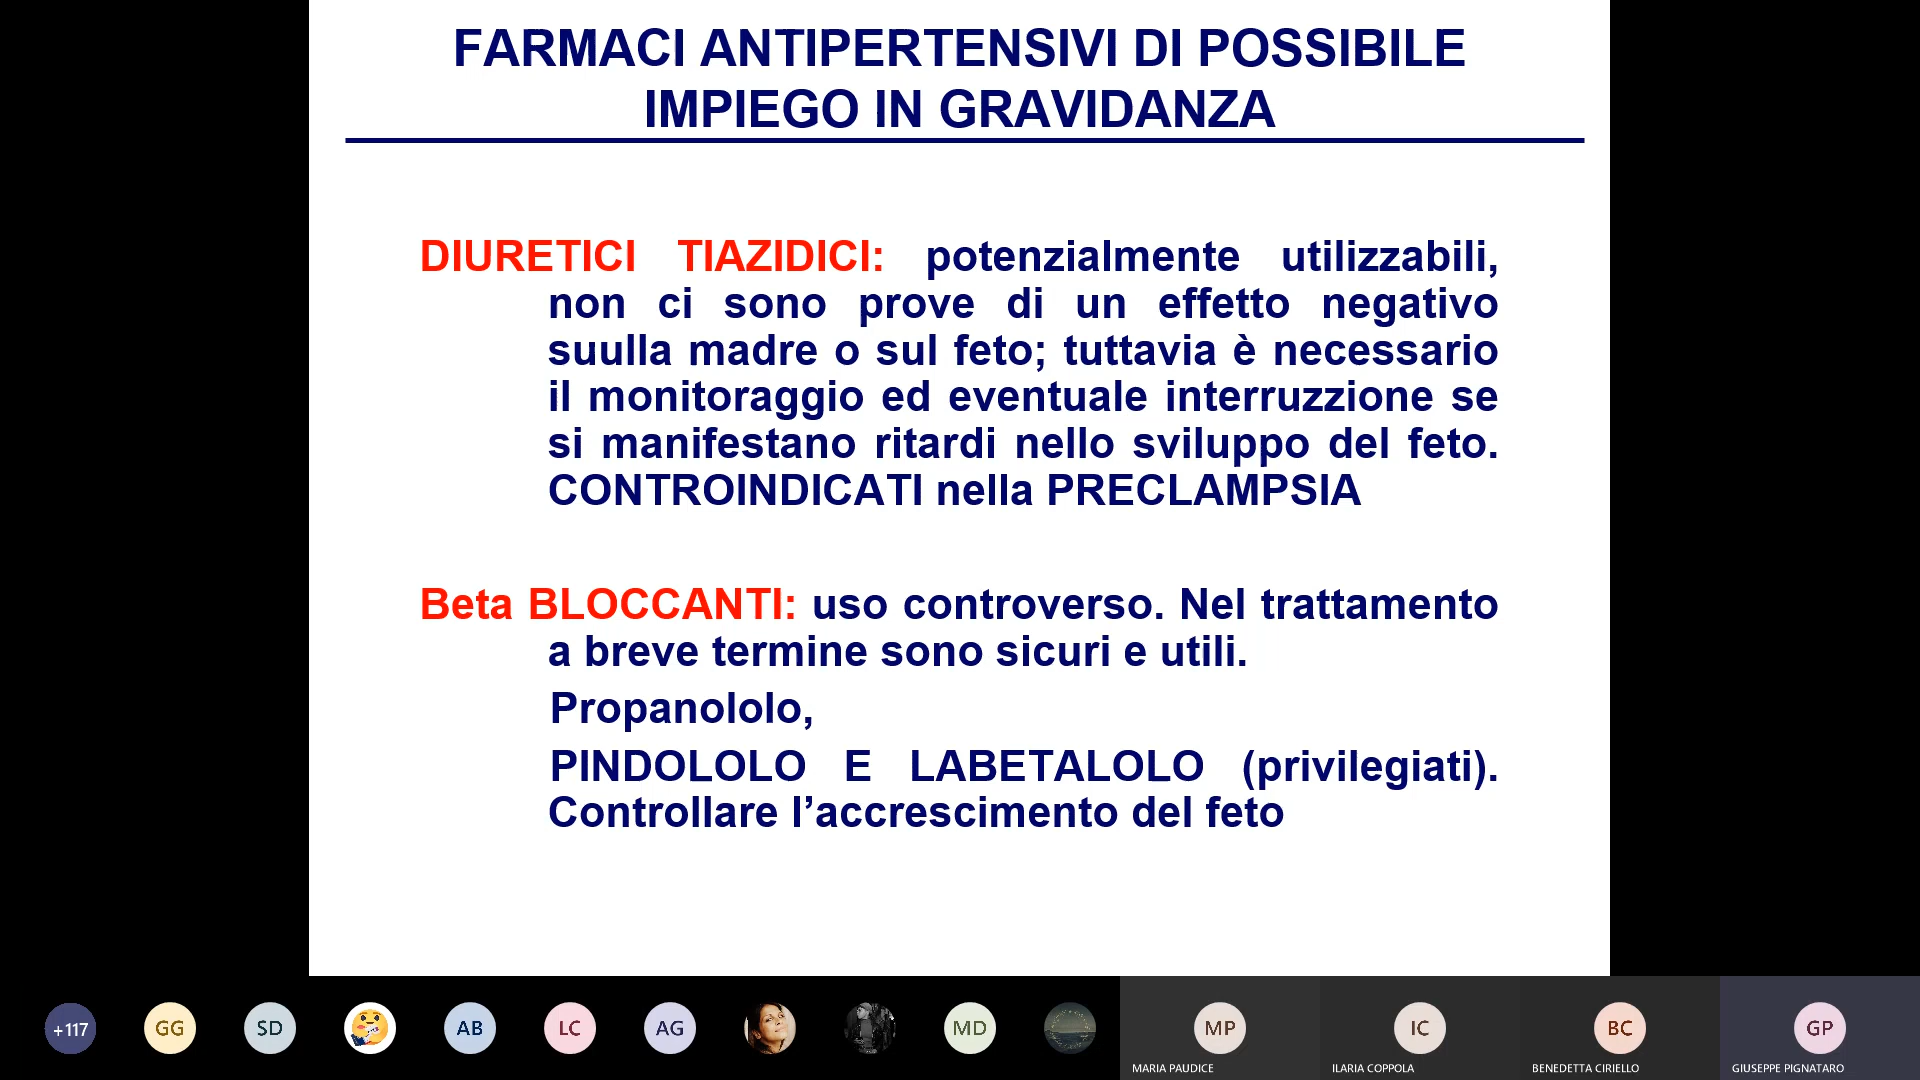 FARMACI ANTIPERTENSIVI DI POSSIBILE
IMPIEGO IN GRAVIDANZA
DIURETICI TIAZIDICI: potenzialmente utilizzabili,
non ci sono prove di un effetto negativo
suulla madre o sul feto; tuttavia è necessario
il monitoraggio ed eventuale interruzzione se
si manifestano ritardi nello sviluppo del feto.
CONTROINDICATI nella PRECLAMPSIA
Beta BLOCCANTI: uso controverso. Nel trattamento
a breve termine sono sicuri e utili.
Propanololo,
PINDOLOLO E LABETALOLO (privilegiati).
Controllare l’accrescimento del feto
+117 GG SD AB LC AG MD MP IC BC GP
MARIA PAUDICE ILARIA COPPOLA BENEDETTA CIRIELLO GIUSEPPE PIGNATARO